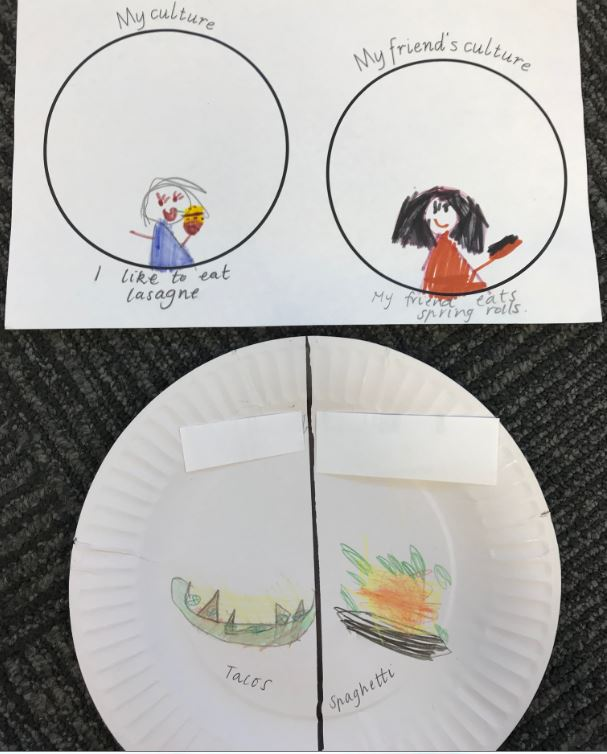 My culture
My friend's culture
I like to eat
lasagne
My friend eats
spring rolls.
Tacos
Spaghetti